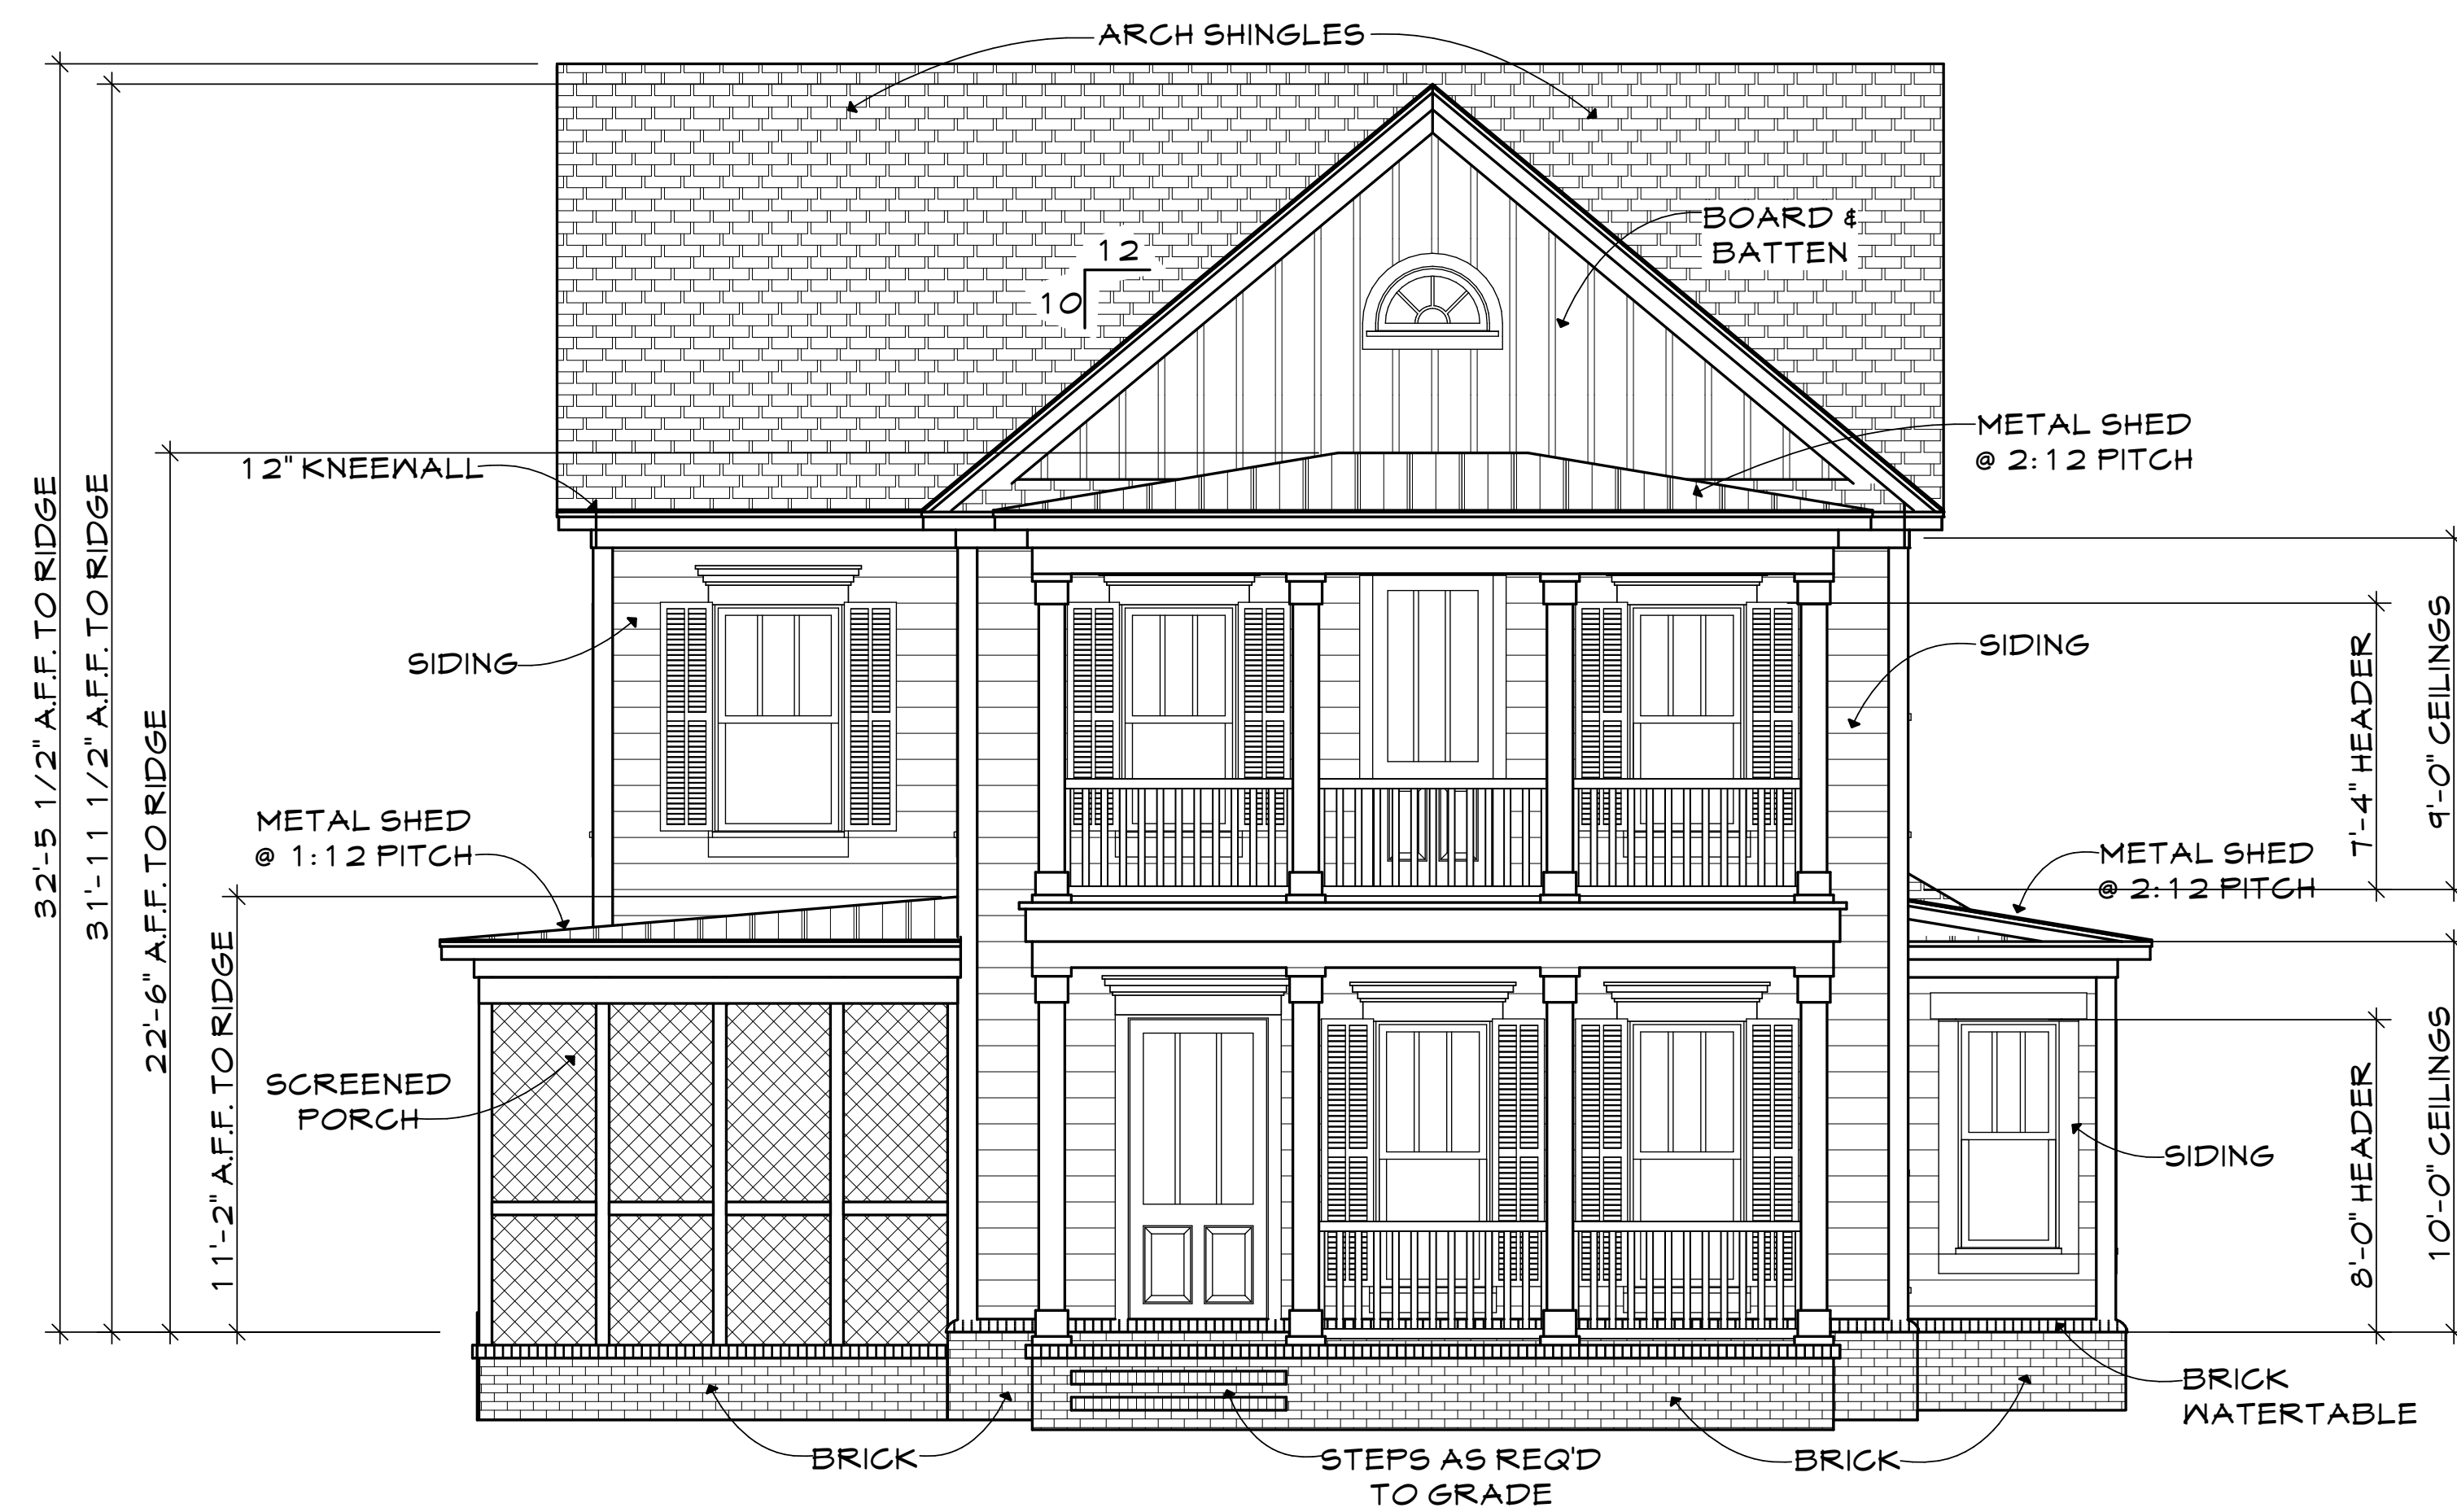 ARCH SHINGLES
12
10
BOARD &
BATTEN
METAL SHED
@ 2:12 PITCH
12" KNEEWALL
32'-5 1/2" A.F.F. TO RIDGE
31'-11 1/2" A.F.F. TO RIDGE
22'-6" A.F.F. TO RIDGE
11'-2" A.F.F. TO RIDGE
SIDING
SIDING
7'-4" HEADER
9'-0" CEILINGS
METAL SHED
@ 1:12 PITCH
METAL SHED
@ 2:12 PITCH
SCREENED
PORCH
SIDING
8'-0" HEADER
10'-0" CEILINGS
BRICK
WATERTABLE
BRICK
STEPS AS REQ'D
TO GRADE
BRICK